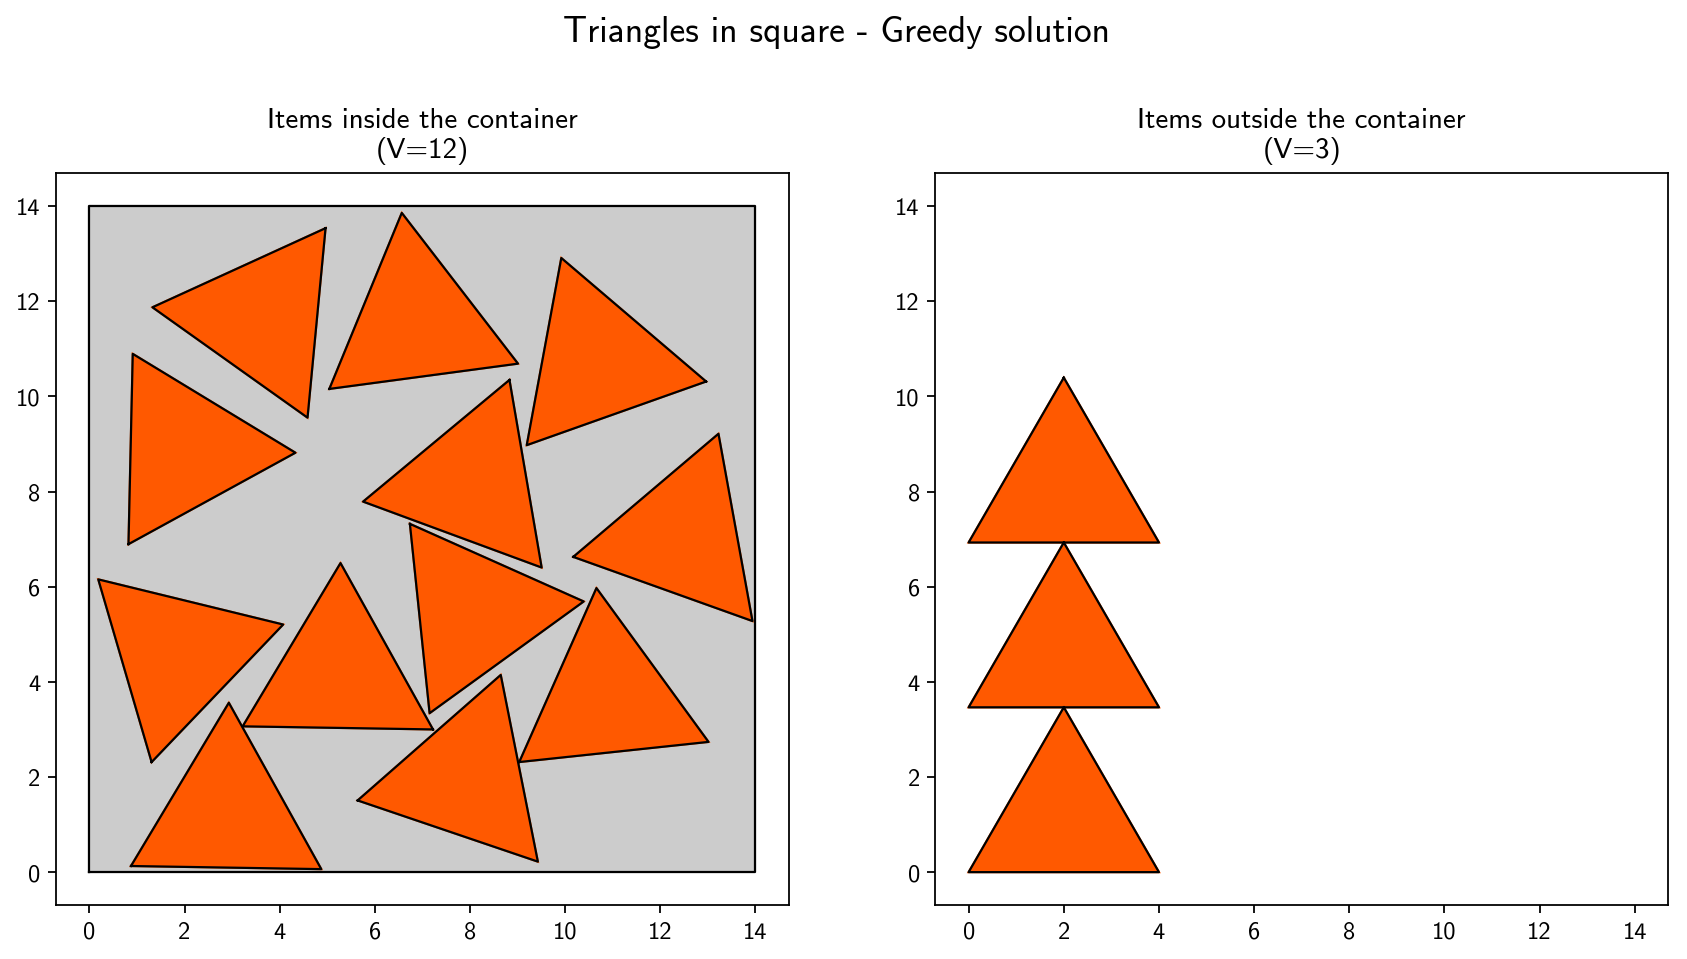 Triangles in square - Greedy solution
Items inside the container
(V=12)
14
12
10
8
6
4
2
0
0 2 4 6 8 10 12 14
Items outside the container
(V=3)
14
12
10
8
6
4
2
0
0 2 4 6 8 10 12 14